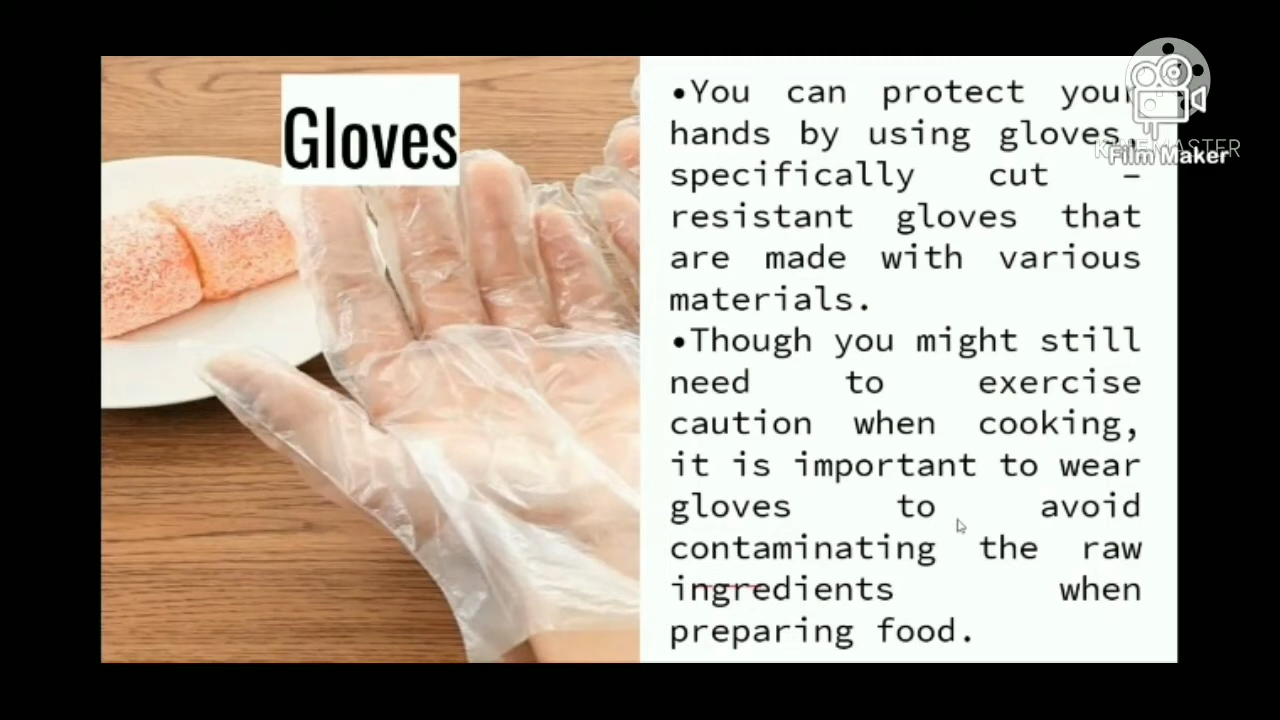 Gloves
•You can protect your
hands by using gloves,
specifically cut –
resistant gloves that
are made with various
materials.
•Though you might still
need to exercise
caution when cooking,
it is important to wear
gloves to avoid
contaminating the raw
ingredients when
preparing food.
KINEMASTER
Film Maker